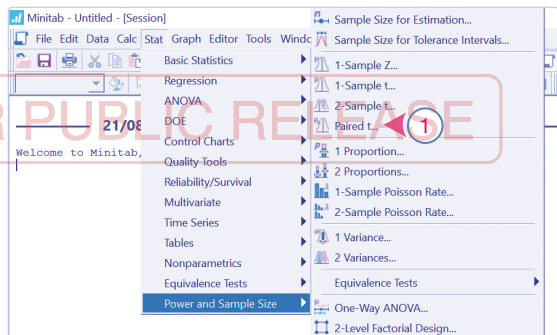 Minitab - Untitled - [Session]
File Edit Data Calc Stat Graph Editor Tools Windo
21/08
Welcome to Minitab,
Basic Statistics
Regression
ANOVA
DOE
Control Charts
Quality Tools
Reliability/Survival
Multivariate
Time Series
Tables
Nonparametrics
Equivalence Tests
Power and Sample Size
Sample Size for Estimation...
Sample Size for Tolerance Intervals...
1-Sample Z...
1-Sample t...
2-Sample t...
Paired t...
1
1 Proportion...
2 Proportions...
1-Sample Poisson Rate...
2-Sample Poisson Rate...
1 Variance...
2 Variances...
Equivalence Tests
One-Way ANOVA...
2-Level Factorial Design...
R PUBLIC RELEASE